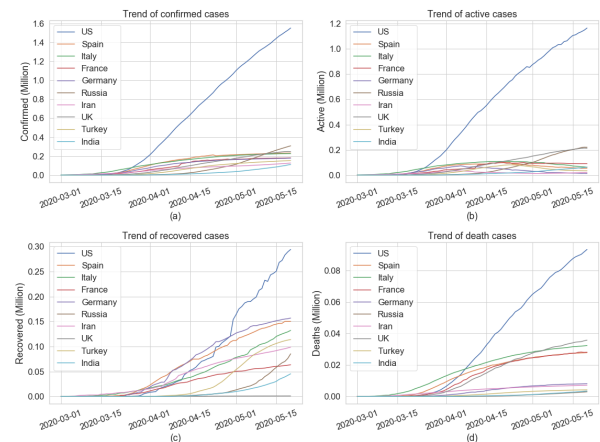 Trend of confirmed cases
1.6
1.4
1.2
1.0
0.8
0.6
0.4
0.2
0.0
Confirmed (Million)
US
Spain
Italy
France
Germany
Russia
Iran
UK
Turkey
India
2020-03-01
2020-03-15
2020-04-01
2020-04-15
2020-05-01
2020-05-15
(a)
Trend of active cases
1.2
1.0
0.8
0.6
0.4
0.2
0.0
Active (Million)
US
Spain
Italy
France
Germany
Russia
Iran
UK
Turkey
India
2020-03-01
2020-03-15
2020-04-01
2020-04-15
2020-05-01
2020-05-15
(b)
Trend of recovered cases
0.30
0.25
0.20
0.15
0.10
0.05
0.00
Recovered (Million)
US
Spain
Italy
France
Germany
Russia
Iran
UK
Turkey
India
2020-03-01
2020-03-15
2020-04-01
2020-04-15
2020-05-01
2020-05-15
(c)
Trend of death cases
0.08
0.06
0.04
0.02
0.00
Deaths (Million)
US
Spain
Italy
France
Germany
Russia
Iran
UK
Turkey
India
2020-03-01
2020-03-15
2020-04-01
2020-04-15
2020-05-01
2020-05-15
(d)